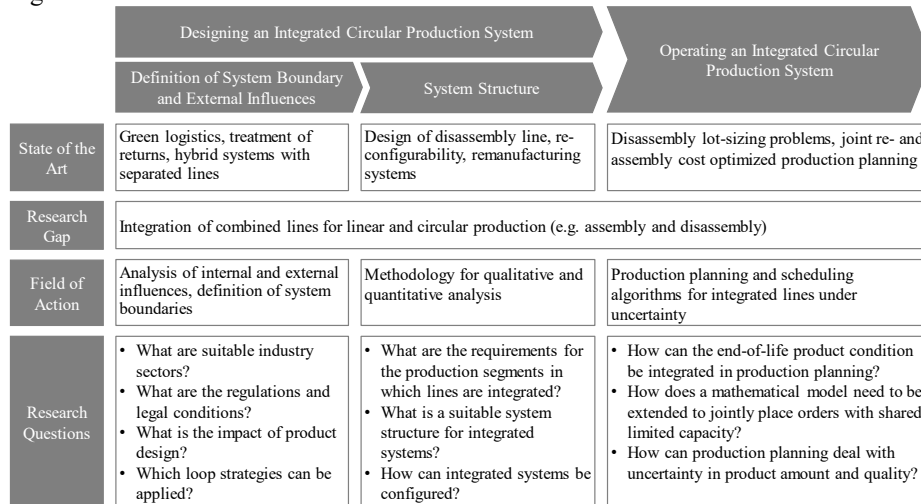 Designing an Integrated Circular Production System
Operating an Integrated Circular
Production System
Definition of System Boundary
and External Influences
System Structure
State of the
Art
Green logistics, treatment of
returns, hybrid systems with
separated lines
Design of disassembly line, re-
configurability, remanufacturing
systems
Disassembly lot-sizing problems, joint re- and
assembly cost optimized production planning
Research
Gap
Integration of combined lines for linear and circular production (e.g. assembly and disassembly)
Field of
Action
Analysis of internal and external
influences, definition of system
boundaries
Methodology for qualitative and
quantitative analysis
Production planning and scheduling
algorithms for integrated lines under
uncertainty
Research
Questions
• What are suitable industry
sectors?
• What are the regulations and
legal conditions?
• What is the impact of product
design?
• Which loop strategies can be
applied?
• What are the requirements for
the production segments in
which lines are integrated?
• What is a suitable system
structure for integrated
systems?
• How can integrated systems be
configured?
• How can the end-of-life product condition
be integrated in production planning?
• How does a mathematical model need to be
extended to jointly place orders with shared
limited capacity?
• How can production planning deal with
uncertainty in product amount and quality?